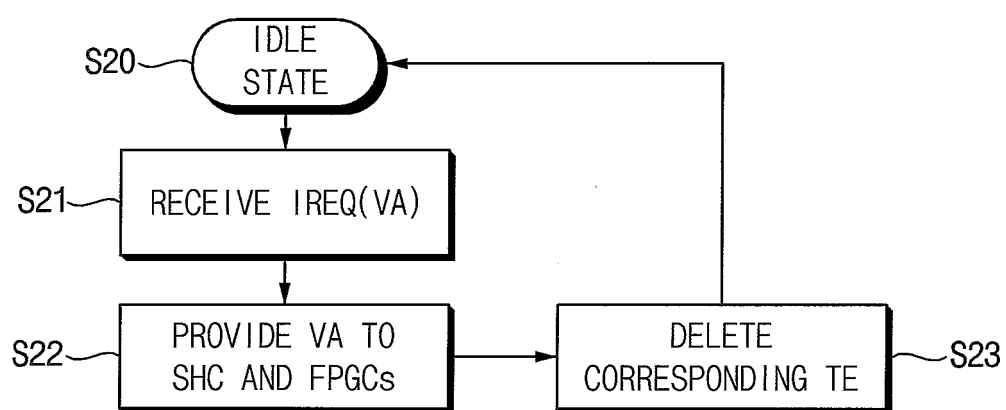 IDLE
STATE
S20
RECEIVE IREQ(VA)
S21
PROVIDE VA TO
SHC AND FPGCs
S22
DELETE
CORRESPONDING TE
S23